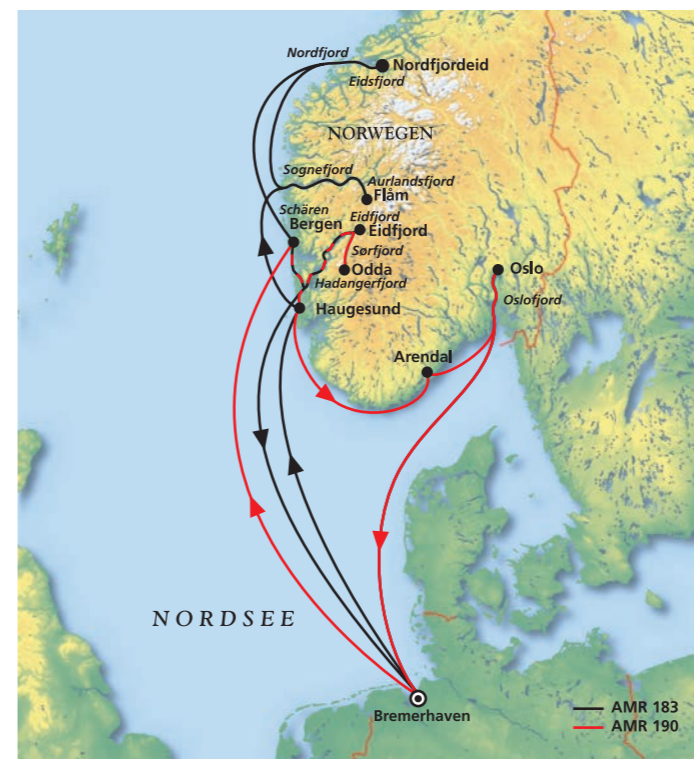 Nordfjord
Nordfjordeid
Eidsfjord
NORWEGEN
Sognefjord
Aurlandsfjord
Flåm
Schären
Bergen
Eidfjord
Eidfjord
Sørfjord
Odda
Hadangerfjord
Oslo
Oslofjord
Haugesund
Arendal
NORDSEE
Bremerhaven
AMR 183
AMR 190